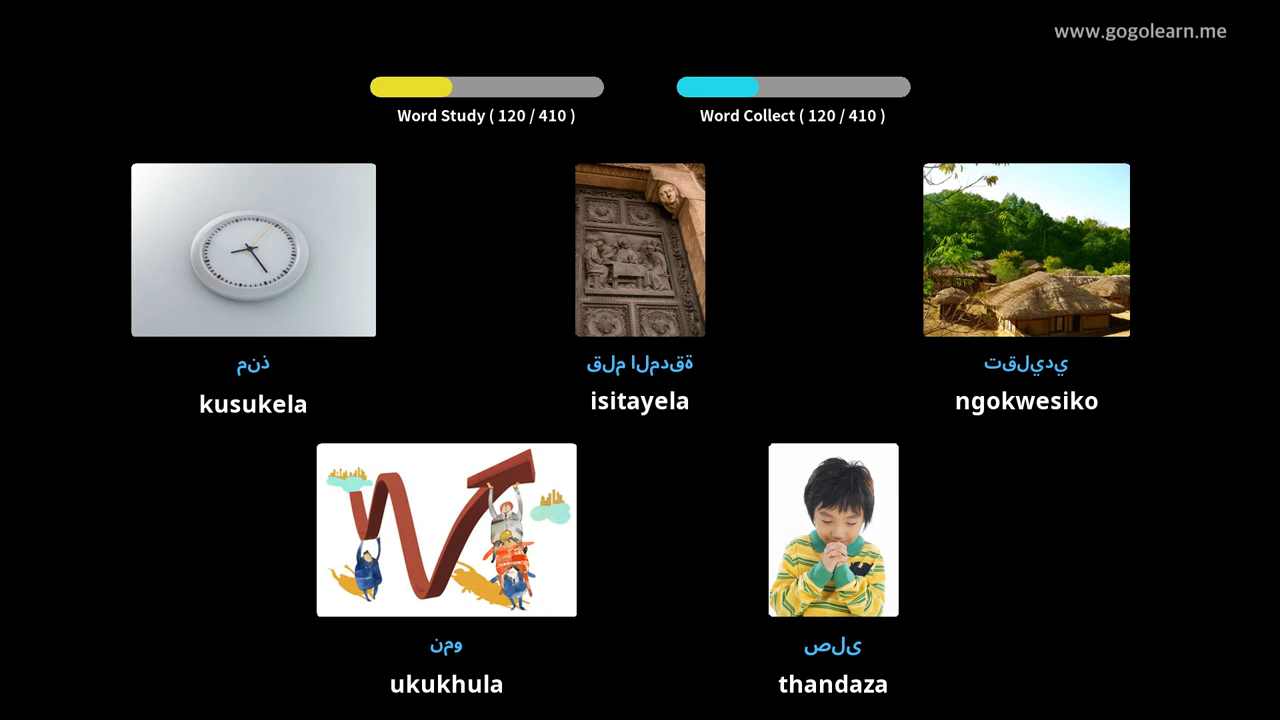 www.gogolearn.me
Word Study ( 120 / 410 )
Word Collect ( 120 / 410 )
منذ
kusukela
قلم المدقة
isitayela
تقليدي
ngokwesiko
نمو
ukukhula
صلى
thandaza